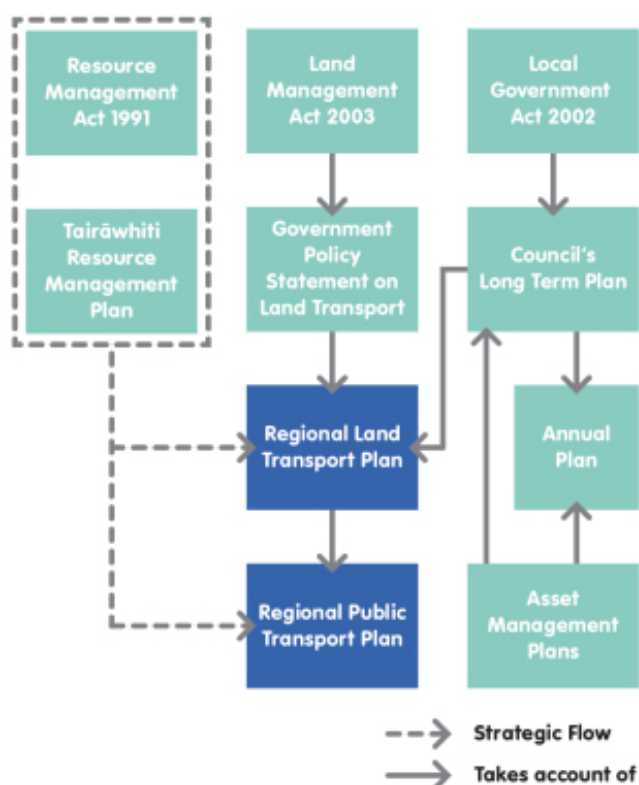 Resource
Management
Act 1991
Land
Management
Act 2003
Local
Government
Act 2002
Tairāwhiti
Resource
Management
Plan
Government
Policy
Statement on
Land Transport
Council's
Long Term Plan
Regional Land
Transport Plan
Annual
Plan
Regional Public
Transport Plan
Asset
Management
Plans
Strategic Flow
Takes account of